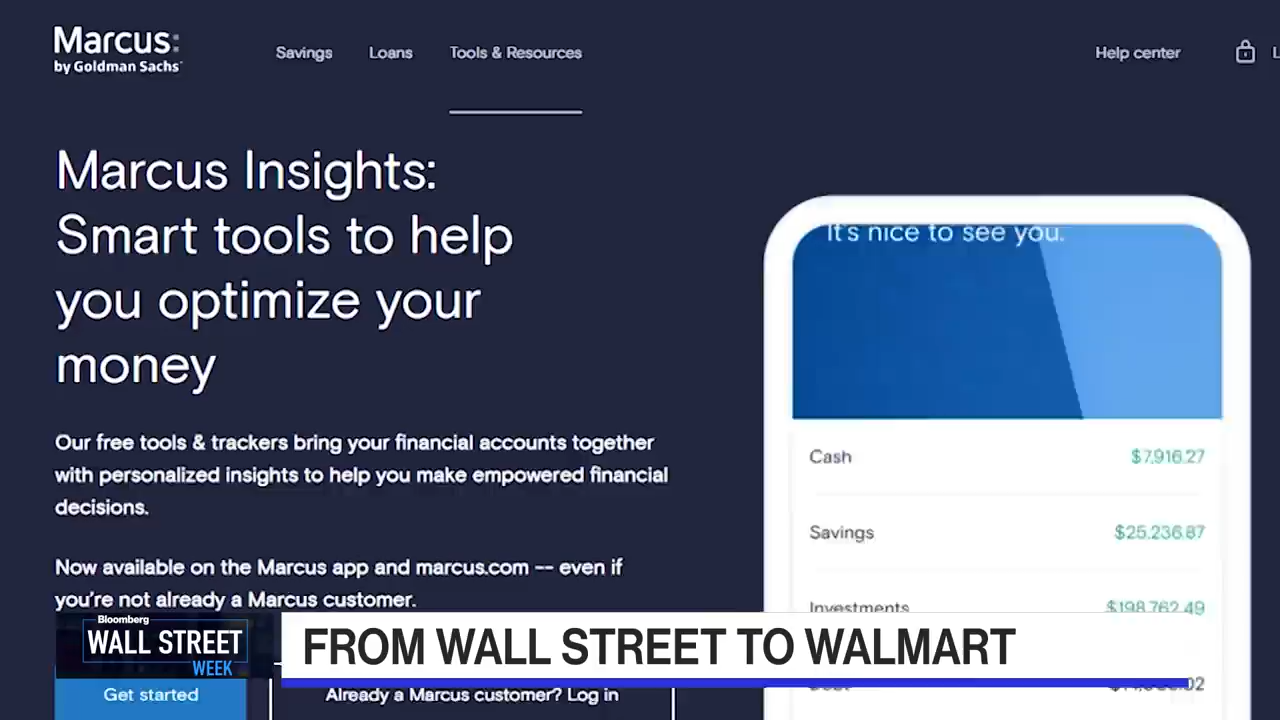 Marcus:
by Goldman Sachs
Savings
Loans
Tools & Resources
Help center
Marcus Insights:
Smart tools to help
you optimize your
money
Our free tools & trackers bring your financial accounts together
with personalized insights to help you make empowered financial
decisions.
Now available on the Marcus app and marcus.com -- even if
you're not already a Marcus customer.
Get started
Already a Marcus customer? Log in
It's nice to see you.
Cash
$7,916.27
Savings
$25,236.87
Investments
$198,762.49
Bloomberg
WALL STREET
WEEK
FROM WALL STREET TO WALMART